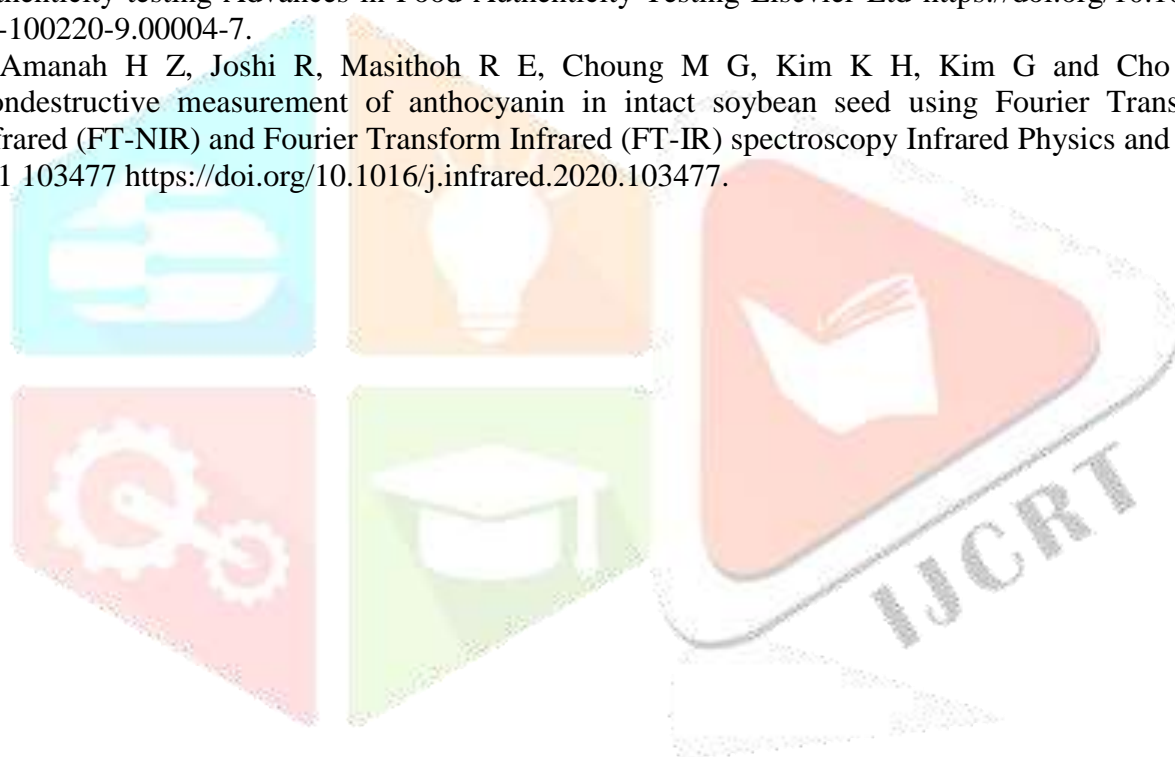 thenticity testing Advances in Food Authenticity Testing Elsevier Ltd https://doi.org/10.10
-100220-9.00004-7.
Amanah H Z, Joshi R, Masithoh R E, Choung M G, Kim K H, Kim G and Cho
ondestructive measurement of anthocyanin in intact soybean seed using Fourier Trans
frared (FT-NIR) and Fourier Transform Infrared (FT-IR) spectroscopy Infrared Physics and
1 103477 https://doi.org/10.1016/j.infrared.2020.103477.
IJCRT